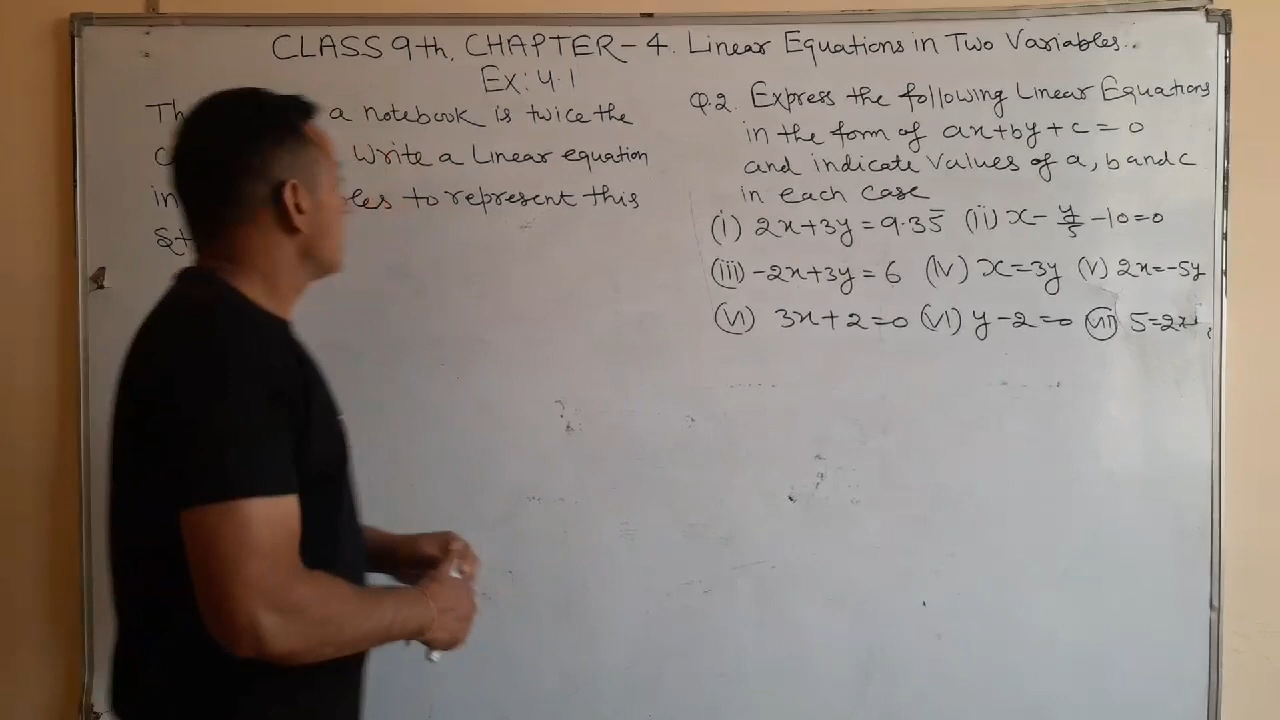 CLASS 9th, CHAPTER-4. Linear Equations in Two Variables..
Ex: 4.1
Th a notebook is twice the
Write a Linear equation
in les to represent this
St
Q.2. Express the following Linear Equations
in the form of ax+by+c=0
and indicate values of a, b and c
in each case
(i) 2x+3y=9.35̅ (ii) x-y/5-10=0
(iii) -2x+3y=6 (iv) x=3y (v) 2x=-5y
(vi) 3x+2=0 (vi) y-2=0 (vii) 5=2x